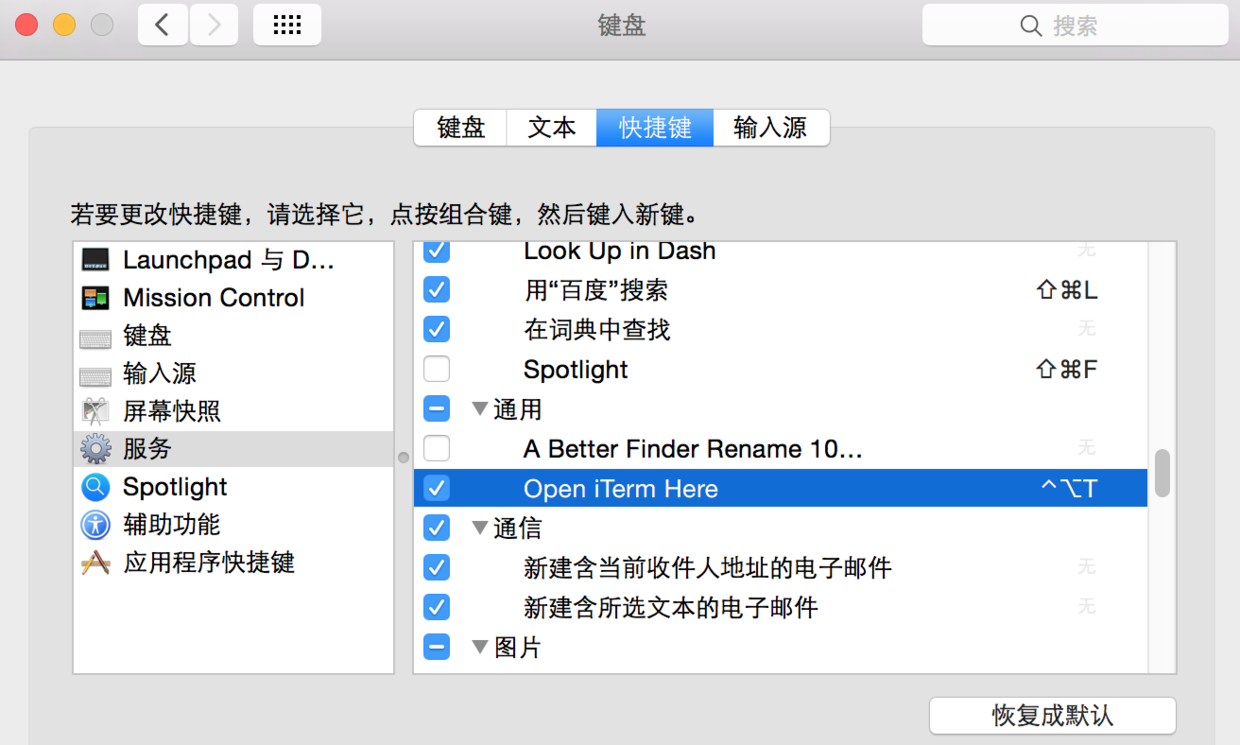 键盘
搜索
键盘 文本 快捷键 输入源
若要更改快捷键，请选择它，点按组合键，然后键入新键。
Launchpad 与 D…
Mission Control
键盘
输入源
屏幕快照
服务
Spotlight
辅助功能
应用程序快捷键
Look Up in Dash 无
用“百度”搜索 ⇧⌘L
在词典中查找 无
Spotlight ⇧⌘F
通用
A Better Finder Rename 10… 无
Open iTerm Here ^⌥T
通信
新建含当前收件人地址的电子邮件 无
新建含所选文本的电子邮件 无
图片
恢复成默认